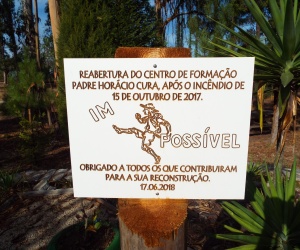 REABERTURA DO CENTRO DE FORMAÇÃO
PADRE HORÁCIO CURA, APÓS O INCÊNDIO DE
15 DE OUTUBRO DE 2017.
IM
POSSÍVEL
OBRIGADO A TODOS OS QUE CONTRIBUIRAM
PARA A SUA RECONSTRUÇÃO.
17.06.2018